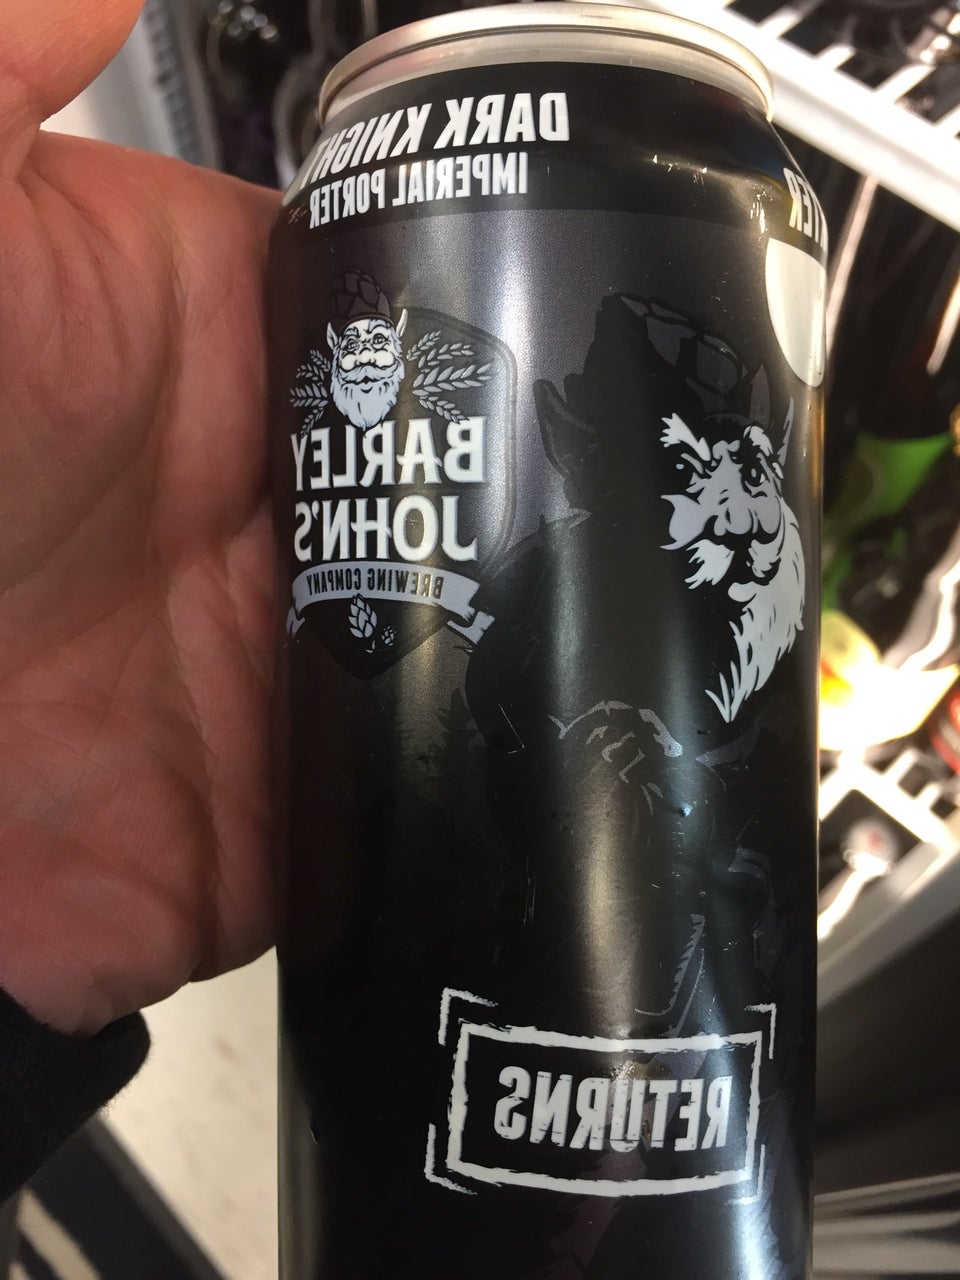 DARK KNIGHT
IMPERIAL PORTER
BARLEY
JOHN'S
BREWING COMPANY
RETURNS